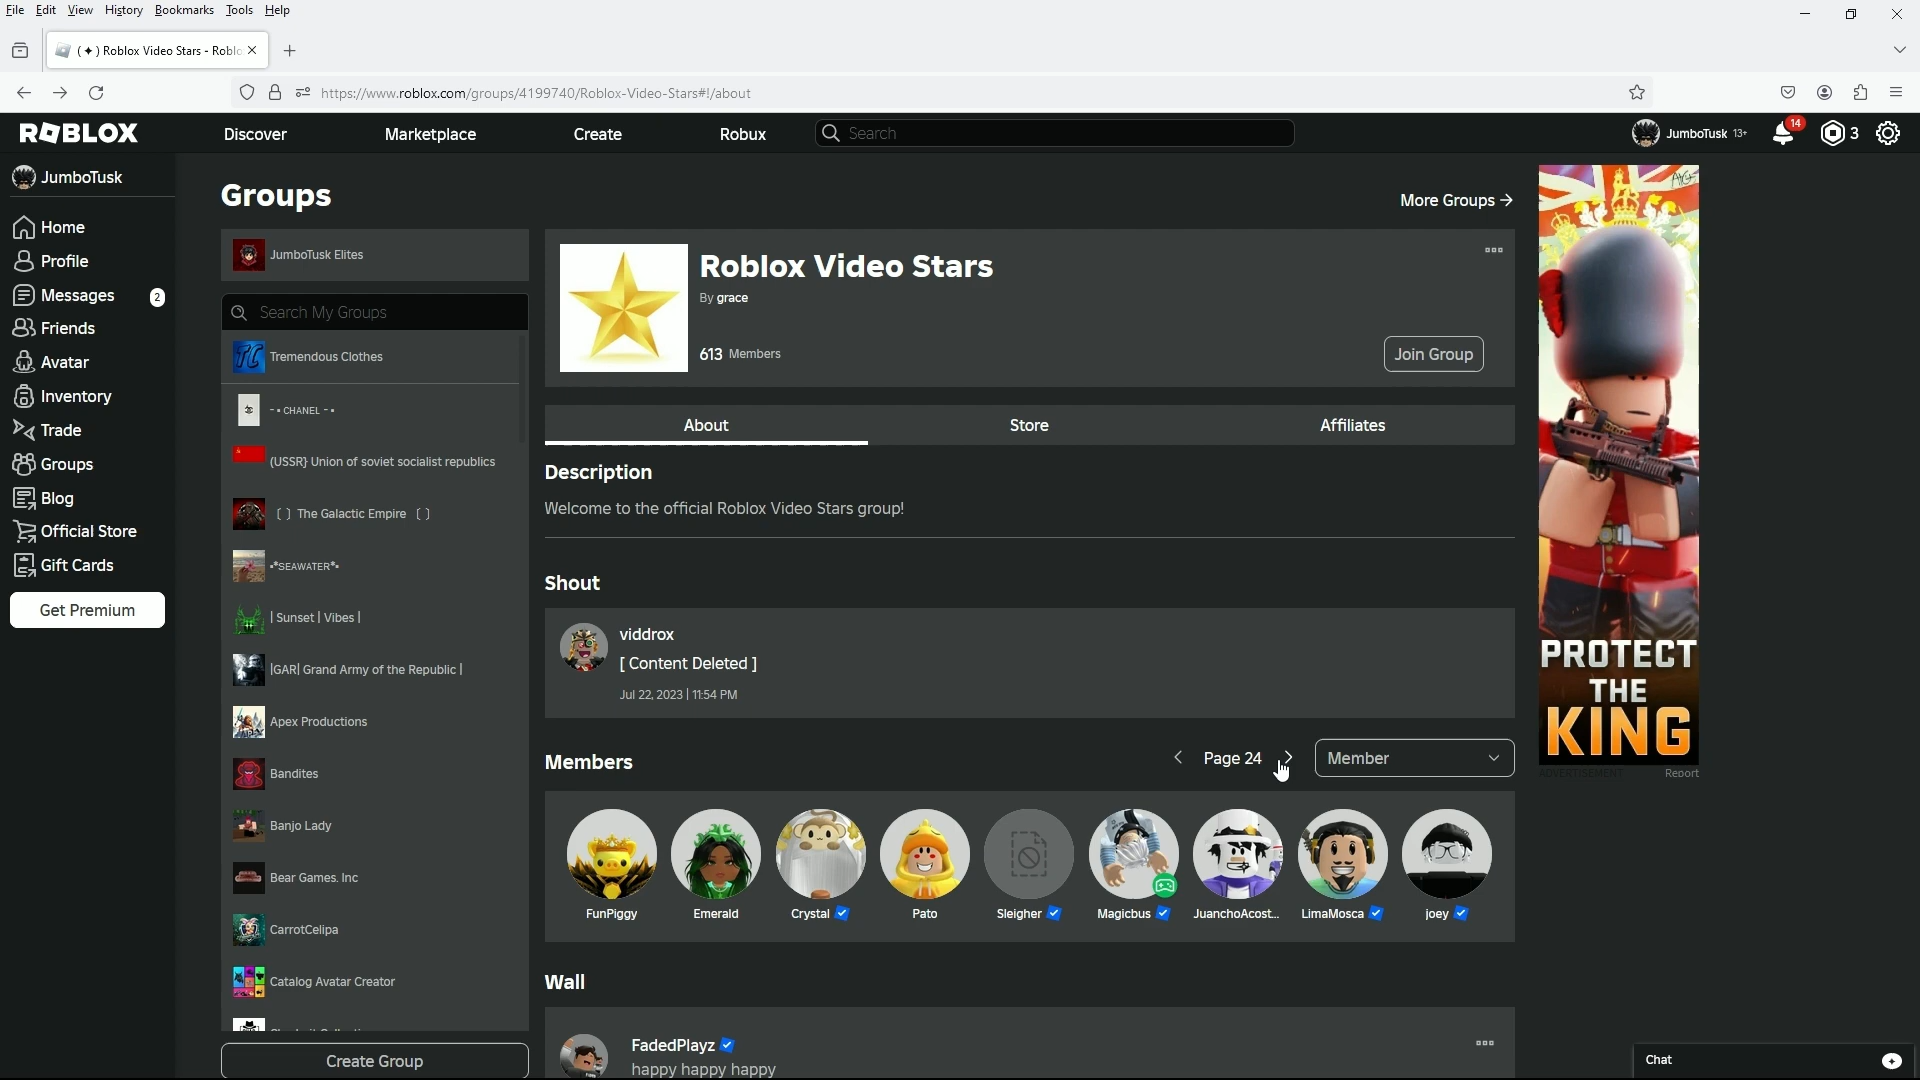 File Edit View History Bookmarks Tools Help
( ✦ ) Roblox Video Stars - Roblo
https://www.roblox.com/groups/4199740/Roblox-Video-Stars#!/about
ROBLOX Discover Marketplace Create Robux Search JumboTusk 13+ 14 3
JumboTusk
Home
Profile
Messages 2
Friends
Avatar
Inventory
Trade
Groups
Blog
Official Store
Gift Cards
Get Premium
Groups
More Groups →
JumboTusk Elites
Search My Groups
TC Tremendous Clothes
-• CHANEL -•
(USSR} Union of soviet socialist republics
〔 〕 The Galactic Empire 〔 〕
•*SEAWATER*•
| Sunset | Vibes |
|GAR| Grand Army of the Republic |
Apex Productions
Bandites
Banjo Lady
Bear Games. Inc
CarrotCelipa
Catalog Avatar Creator
Create Group
Roblox Video Stars
By grace
613 Members
Join Group
About Store Affiliates
Description
Welcome to the official Roblox Video Stars group!
Shout
viddrox
[ Content Deleted ]
Jul 22, 2023 | 11:54 PM
Members
Page 24
Member
FunPiggy Emerald Crystal Pato Sleigher Magicbus JuanchoAcost... LimaMosca joey
Wall
FadedPlayz
happy happy happy
PROTECT
THE
KING
ADVERTISEMENT Report
Chat